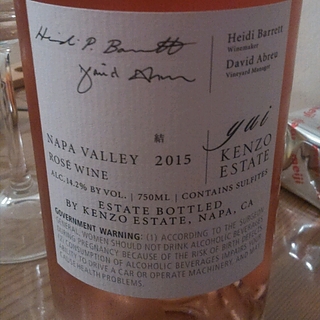 Heidi P. Barrett
David Abreu
Heidi Barrett
Winemaker
David Abreu
Vineyard Manager
NAPA VALLEY
ROSÉ WINE
結
2015
yui
KENZO
ESTATE
ALC.14.2% BY VOL. | 750ML | CONTAINS SULFITES
ESTATE BOTTLED
BY KENZO ESTATE, NAPA, CA
GOVERNMENT WARNING: (1) ACCORDING TO THE SURGEON
GENERAL, WOMEN SHOULD NOT DRINK ALCOHOLIC BEVERAGES
DURING PREGNANCY BECAUSE OF THE RISK OF BIRTH DEFECTS.
CONSUMPTION OF ALCOHOLIC BEVERAGES IMPAIRS YOUR
TO DRIVE A CAR OR OPERATE MACHINERY, AND MAY
CAUSE HEALTH PROBLEMS.